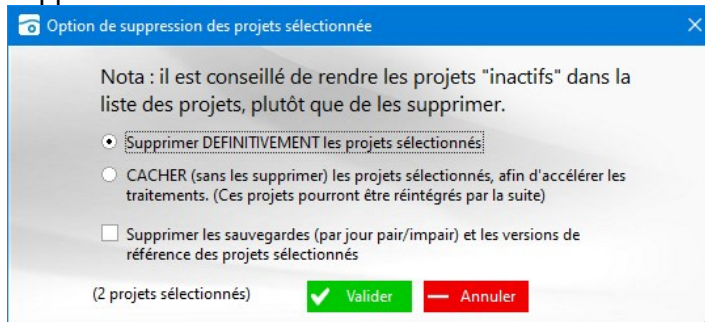 Option de suppression des projets sélectionnée
Nota : il est conseillé de rendre les projets "inactifs" dans la
liste des projets, plutôt que de les supprimer.
Supprimer DEFINITIVEMENT les projets sélectionnés
CACHER (sans les supprimer) les projets sélectionnés, afin d'accélérer les
traitements. (Ces projets pourront être réintégrés par la suite)
Supprimer les sauvegardes (par jour pair/impair) et les versions de
référence des projets sélectionnés
(2 projets sélectionnés) Valider Annuler